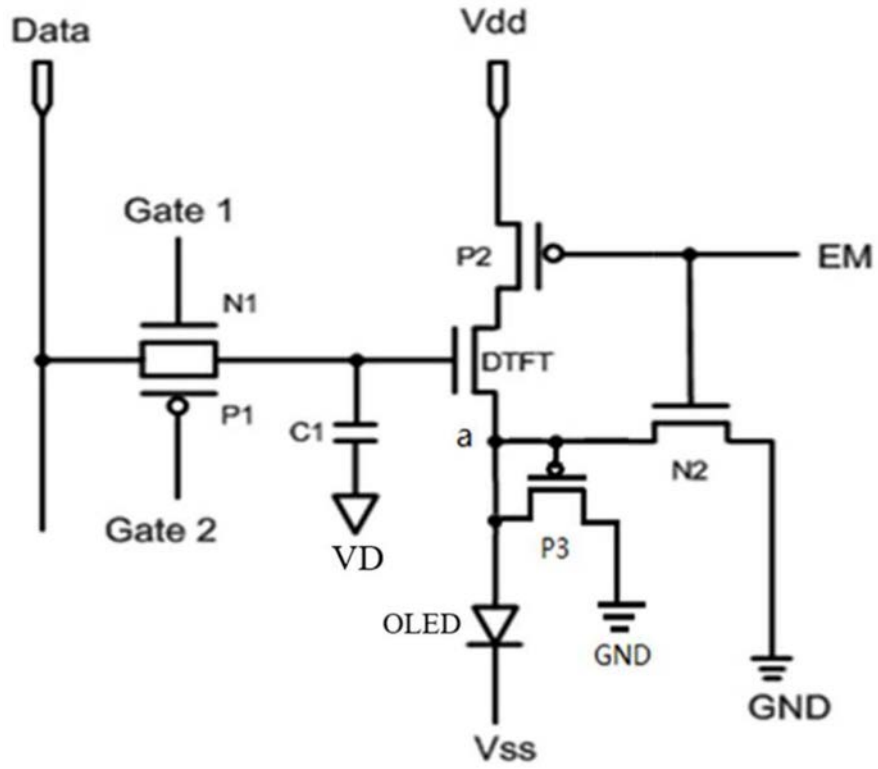 Data
Vdd
Gate 1
P2
EM
N1
DTFT
P1
C1
a
N2
Gate 2
VD
P3
OLED
GND
GND
Vss